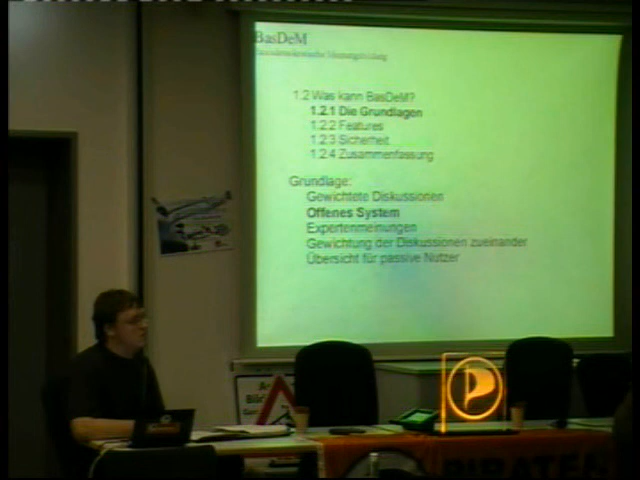 BasDeM
1.2 Was kann BasDeM?
1.2.1 Die Grundlagen
1.2.2 Features
1.2.3 Sicherheit
1.2.4 Zusammenfassung
Grundlage:
Gewichtete Diskussionen
Offenes System
Expertenmeinungen
Gewichtung der Diskussionen zueinander
Übersicht für passive Nutzer
PIRATEN